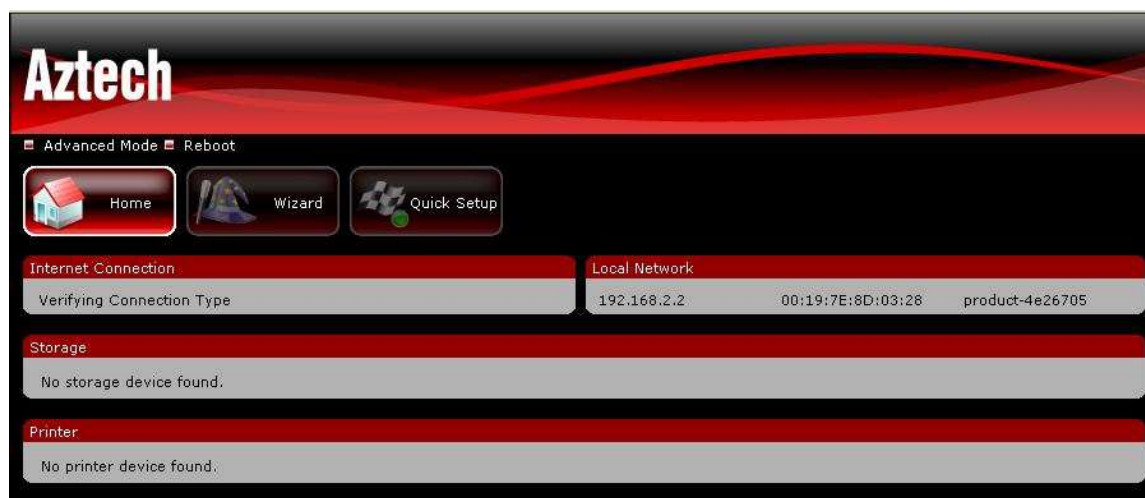 Aztech
Advanced Mode Reboot
Home Wizard Quick Setup
Internet Connection Local Network
Verifying Connection Type 192.168.2.2 00:19:7E:8D:03:28 product-4e26705
Storage
No storage device found.
Printer
No printer device found.